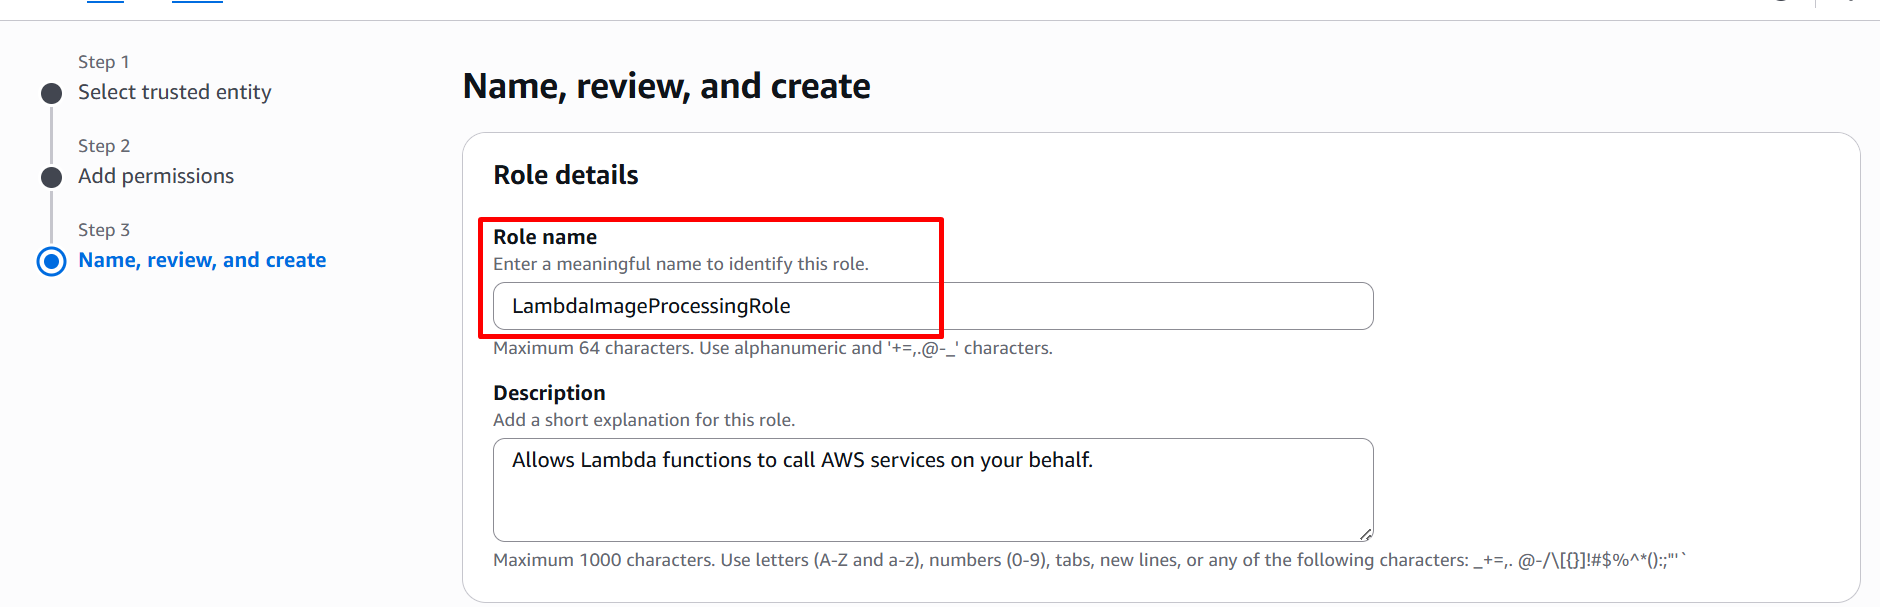 Step 1
Select trusted entity
Step 2
Add permissions
Step 3
Name, review, and create
Name, review, and create
Role details
Role name
Enter a meaningful name to identify this role.
LambdaImageProcessingRole
Maximum 64 characters. Use alphanumeric and '+=,.@-_' characters.
Description
Add a short explanation for this role.
Allows Lambda functions to call AWS services on your behalf.
Maximum 1000 characters. Use letters (A-Z and a-z), numbers (0-9), tabs, new lines, or any of the following characters: _+=,. @-/\[{}]!#$%^*();:"'`